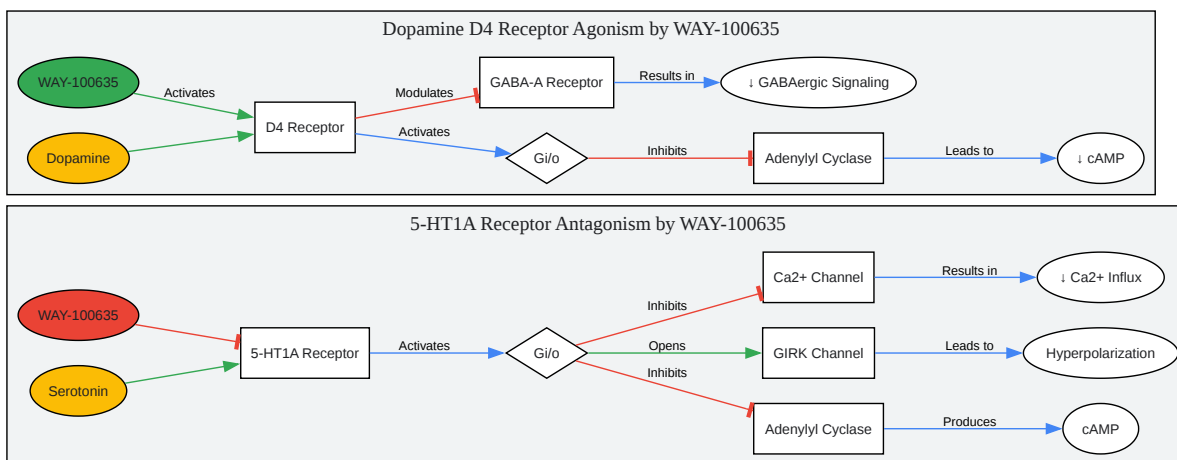 Dopamine D4 Receptor Agonism by WAY-100635
WAY-100635
Activates
Dopamine
D4 Receptor
Modulates
Activates
GABA-A Receptor
Results in
↓ GABAergic Signaling
Gi/o
Inhibits
Adenylyl Cyclase
Leads to
↓ cAMP
5-HT1A Receptor Antagonism by WAY-100635
WAY-100635
Serotonin
5-HT1A Receptor
Activates
Gi/o
Inhibits
Ca2+ Channel
Results in
↓ Ca2+ Influx
Opens
GIRK Channel
Leads to
Hyperpolarization
Inhibits
Adenylyl Cyclase
Produces
cAMP